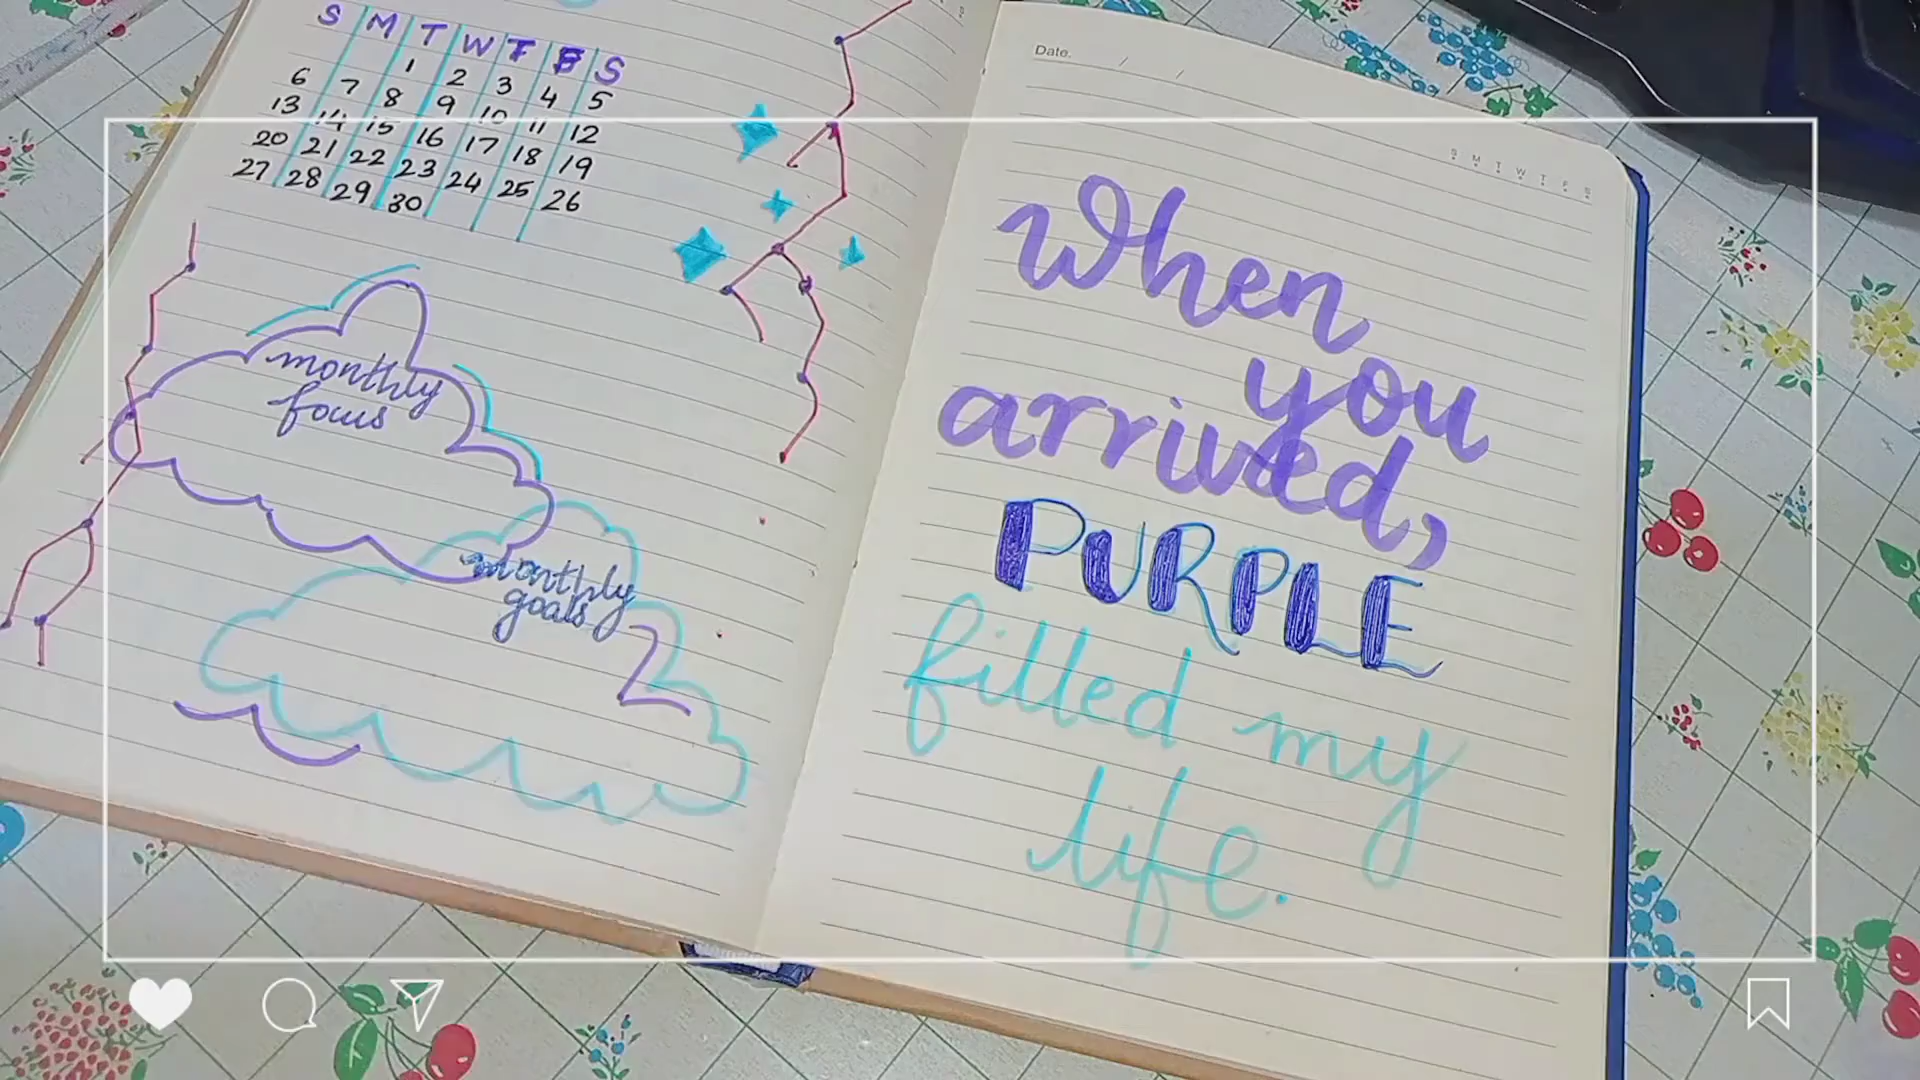 S M T W T F S
1 2 3 4 5
6 7 8 9 10 11 12
13 14 15 16 17 18 19
20 21 22 23 24 25 26
27 28 29 30
monthly
focus
monthly
goals
Date. / /
S M T W T F S
When
you
arrived,
PURPLE
filled my
life.